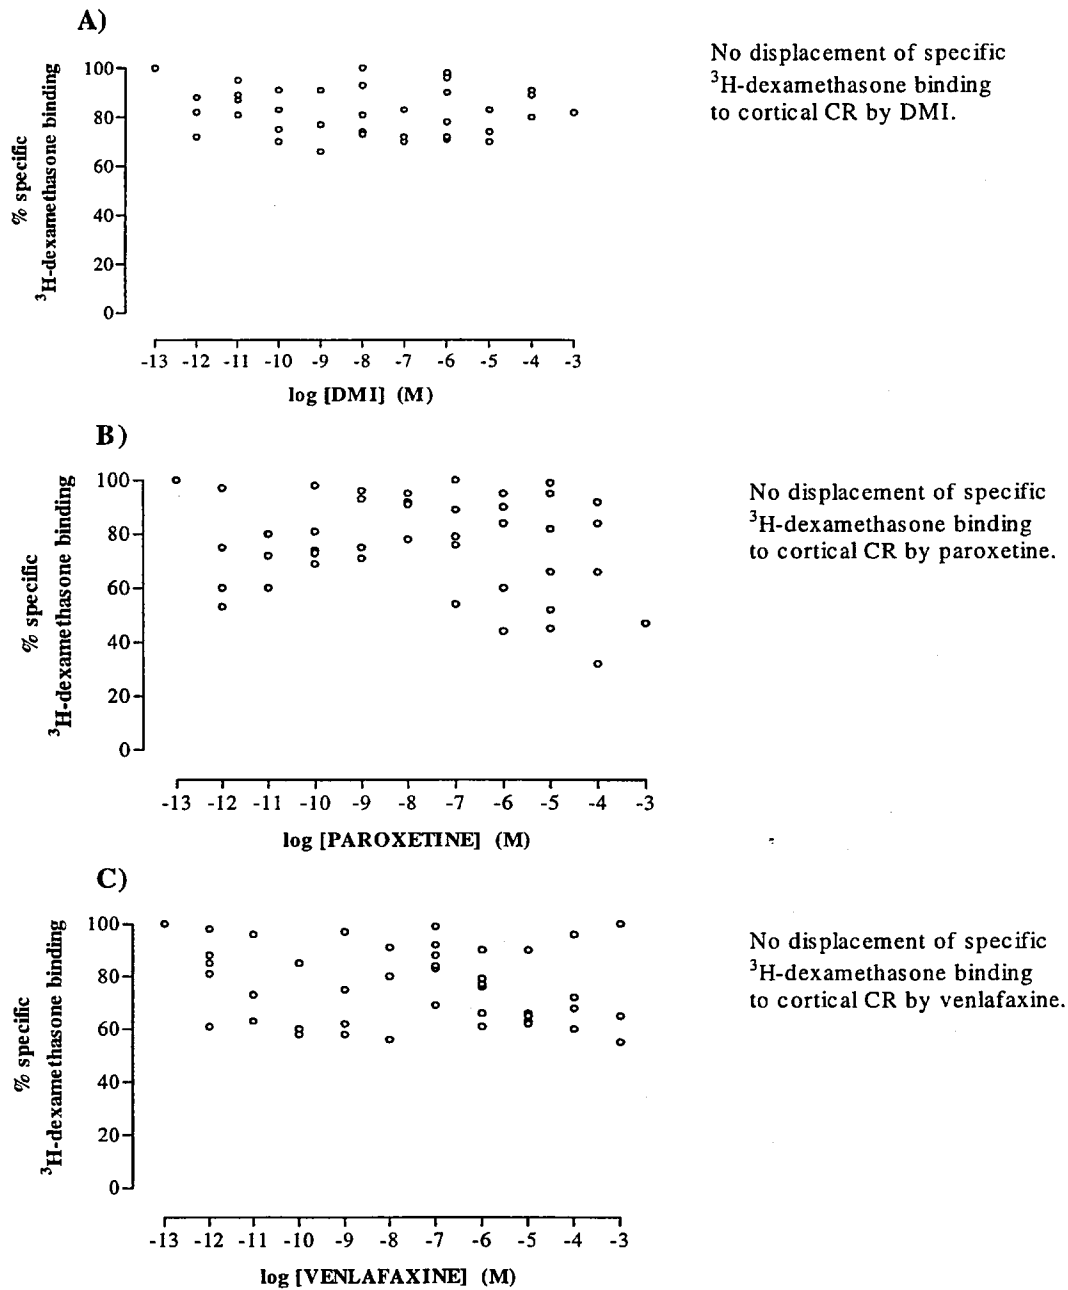 A)
% specific
³H-dexamethasone binding
100
80
60
40
20
0
-13 -12 -11 -10 -9 -8 -7 -6 -5 -4 -3
log [DMI] (M)
No displacement of specific
³H-dexamethasone binding
to cortical CR by DMI.
B)
% specific
³H-dexamethasone binding
100
80
60
40
20
0
-13 -12 -11 -10 -9 -8 -7 -6 -5 -4 -3
log [PAROXETINE] (M)
No displacement of specific
³H-dexamethasone binding
to cortical CR by paroxetine.
C)
% specific
³H-dexamethasone binding
100
80
60
40
20
0
-13 -12 -11 -10 -9 -8 -7 -6 -5 -4 -3
log [VENLAFAXINE] (M)
No displacement of specific
³H-dexamethasone binding
to cortical CR by venlafaxine.